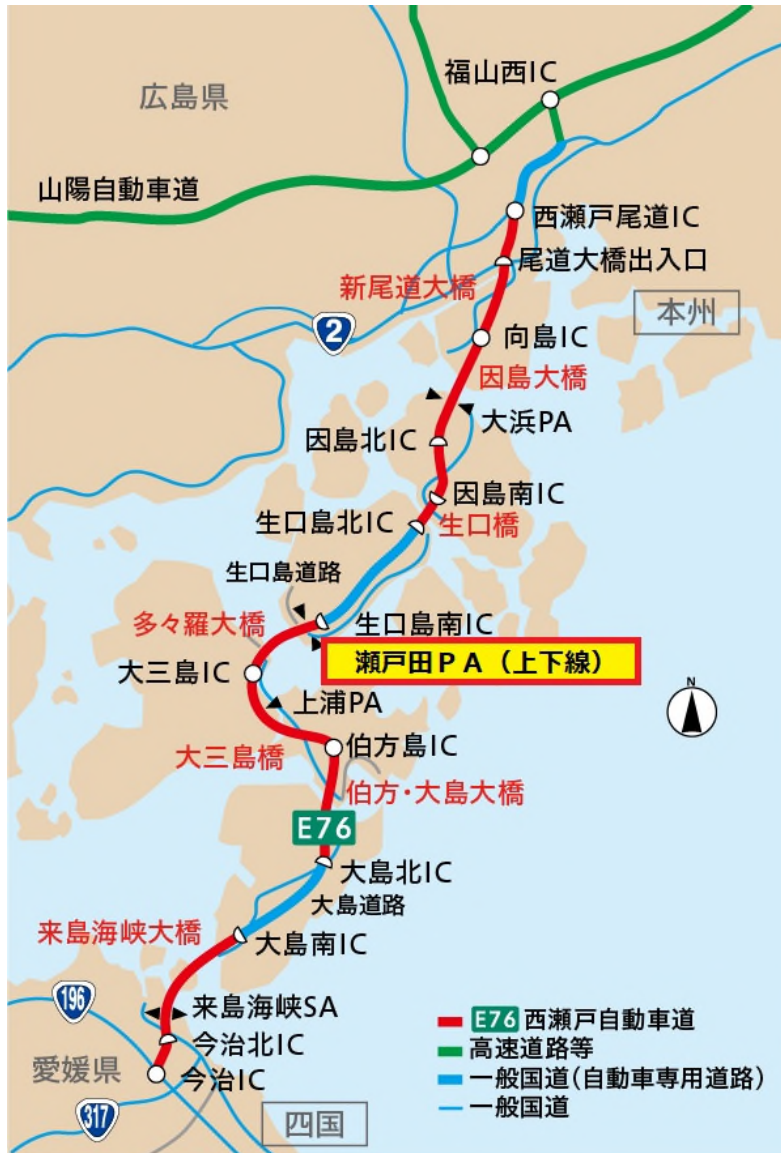 福山西IC
広島県
山陽自動車道
西瀬戸尾道IC
尾道大橋出入口
新尾道大橋
本州
2
向島IC
因島大橋
大浜PA
因島北IC
因島南IC
生口島北IC
生口橋
生口島道路
多々羅大橋
生口島南IC
瀬戸田PA(上下線)
大三島IC
上浦PA
N
伯方島IC
大三島橋
伯方・大島大橋
E76
大島北IC
大島道路
来島海峡大橋
大島南IC
196
来島海峡SA
今治北IC
愛媛県
今治IC
317
四国
E76 西瀬戸自動車道
高速道路等
一般国道(自動車専用道路)
一般国道